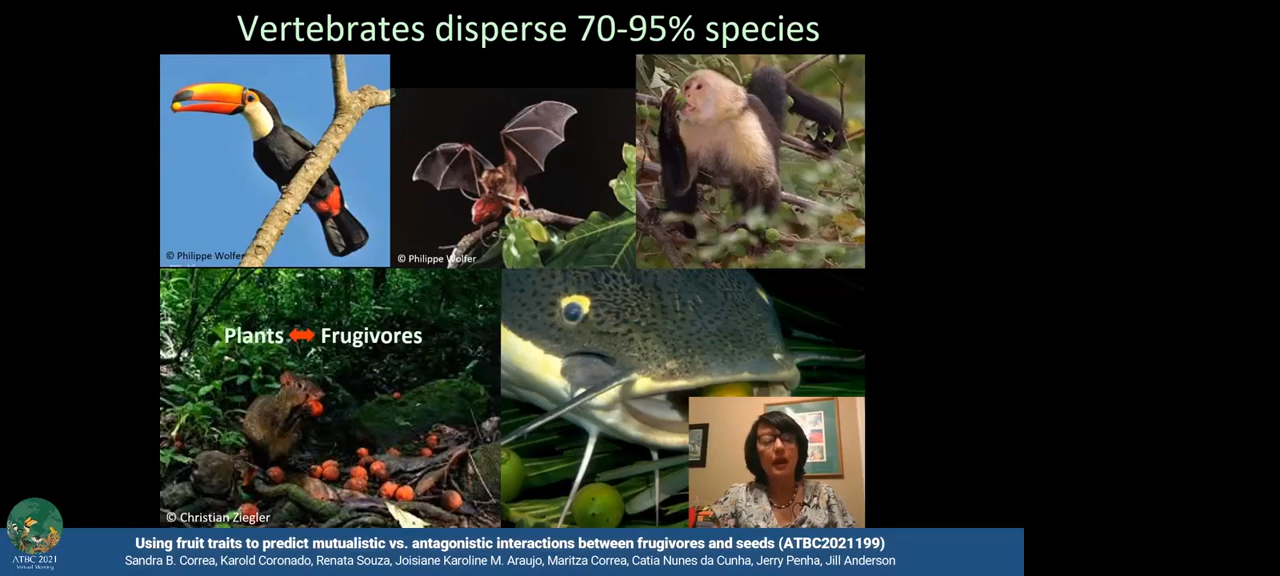 Vertebrates disperse 70-95% species
© Philippe Wolfer
© Philippe Wolfer
Plants Frugivores
© Christian Ziegler
ATBC 2021
Virtual Meeting
Using fruit traits to predict mutualistic vs. antagonistic interactions between frugivores and seeds (ATBC2021199)
Sandra B. Correa, Karold Coronado, Renata Souza, Joisiane Karoline M. Araujo, Maritza Correa, Catia Nunes da Cunha, Jerry Penha, Jill Anderson